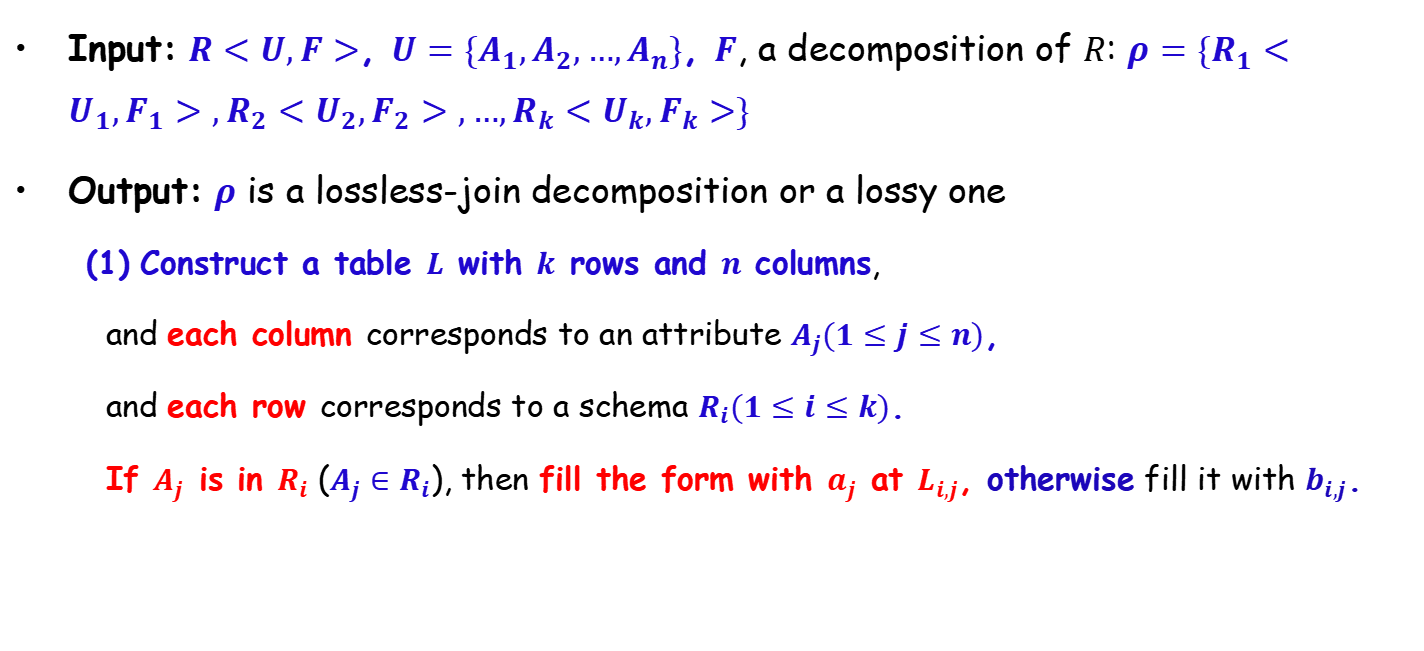 • Input: R < U, F >, U = {A₁, A₂, ..., Aₙ}, F, a decomposition of R: ρ = {R₁ <
U₁, F₁ > , R₂ < U₂, F₂ > , ..., Rₖ < Uₖ, Fₖ >}
• Output: ρ is a lossless-join decomposition or a lossy one
(1) Construct a table L with k rows and n columns,
and each column corresponds to an attribute Aⱼ(1 ≤ j ≤ n),
and each row corresponds to a schema Rᵢ(1 ≤ i ≤ k).
If Aⱼ is in Rᵢ (Aⱼ ∈ Rᵢ), then fill the form with aⱼ at Lᵢ,ⱼ, otherwise fill it with bᵢ,ⱼ.